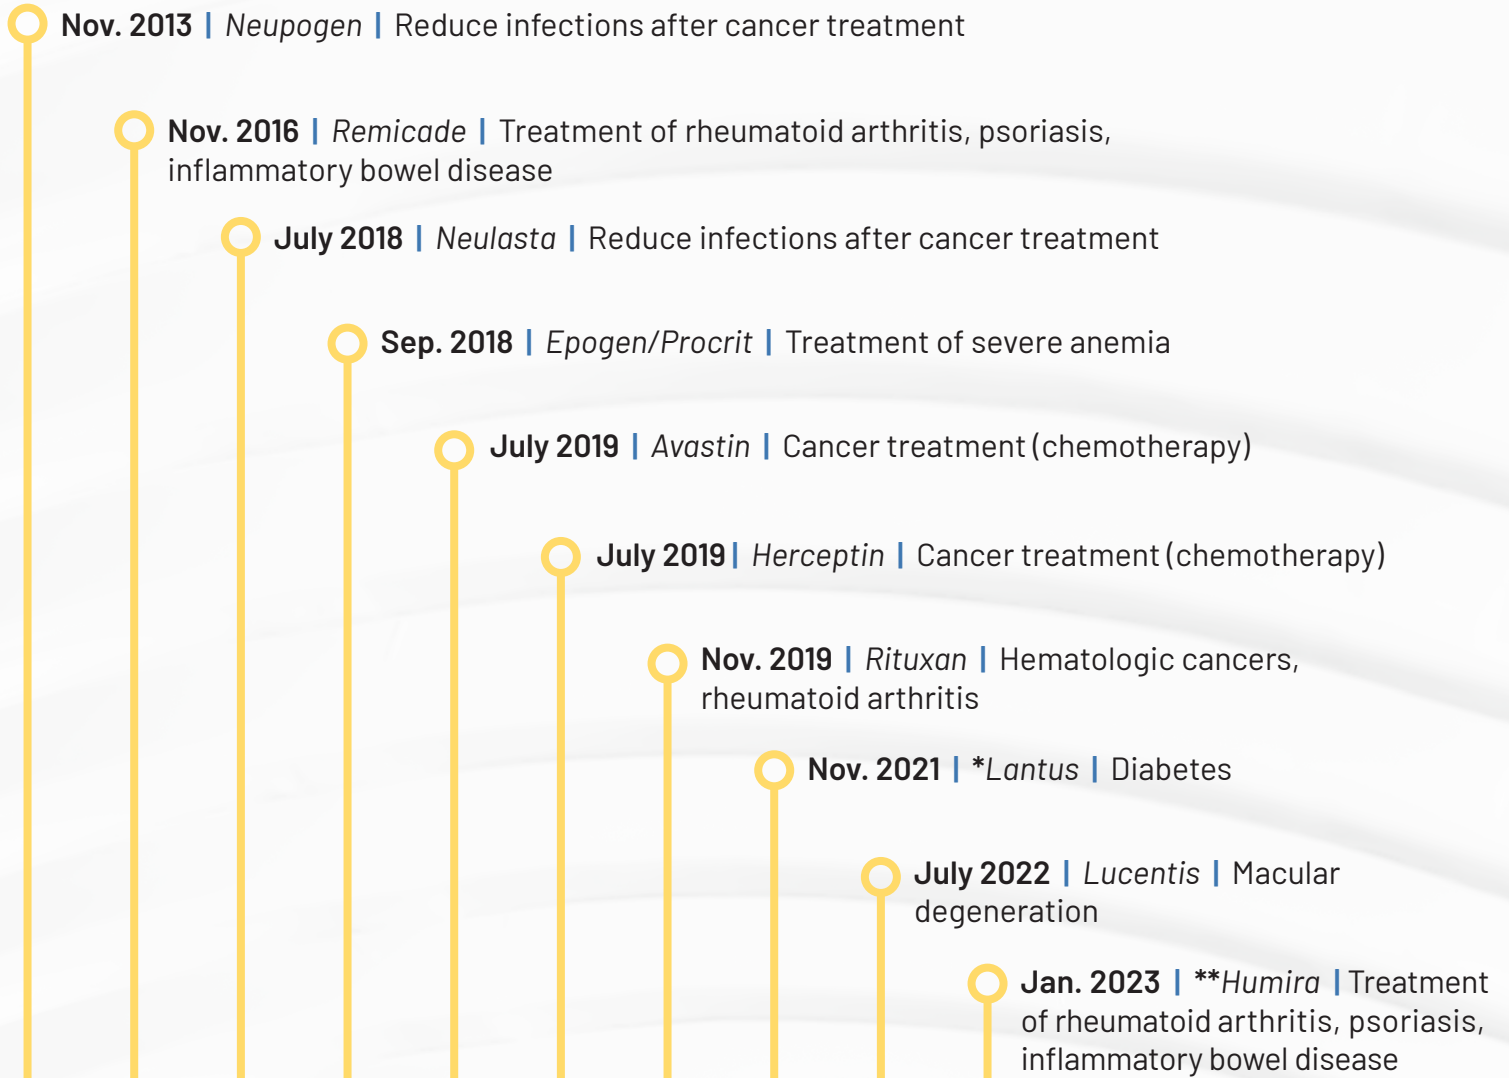 Nov. 2013 | Neupogen | Reduce infections after cancer treatment
Nov. 2016 | Remicade | Treatment of rheumatoid arthritis, psoriasis,
inflammatory bowel disease
July 2018 | Neulasta | Reduce infections after cancer treatment
Sep. 2018 | Epogen/Procrit | Treatment of severe anemia
July 2019 | Avastin | Cancer treatment (chemotherapy)
July 2019 | Herceptin | Cancer treatment (chemotherapy)
Nov. 2019 | Rituxan | Hematologic cancers,
rheumatoid arthritis
Nov. 2021 | *Lantus | Diabetes
July 2022 | Lucentis | Macular
degeneration
Jan. 2023 | **Humira | Treatment
of rheumatoid arthritis, psoriasis,
inflammatory bowel disease